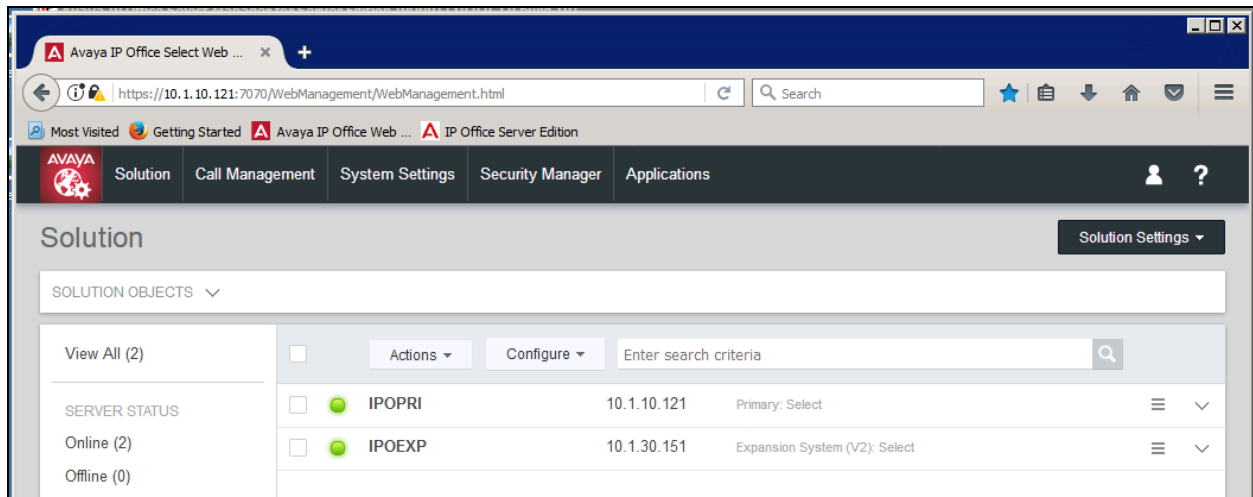 Avaya IP Office Select Web ...
https://10.1.10.121:7070/WebManagement/WebManagement.html Search
Most Visited Getting Started Avaya IP Office Web ... IP Office Server Edition
AVAYA Solution Call Management System Settings Security Manager Applications ?
Solution Solution Settings
SOLUTION OBJECTS
View All (2) Actions Configure Enter search criteria
SERVER STATUS IPOPRI 10.1.10.121 Primary: Select
Online (2) IPOEXP 10.1.30.151 Expansion System (V2): Select
Offline (0)